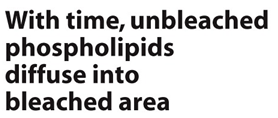 With time, unbleached
phospholipids
diffuse into
bleached area